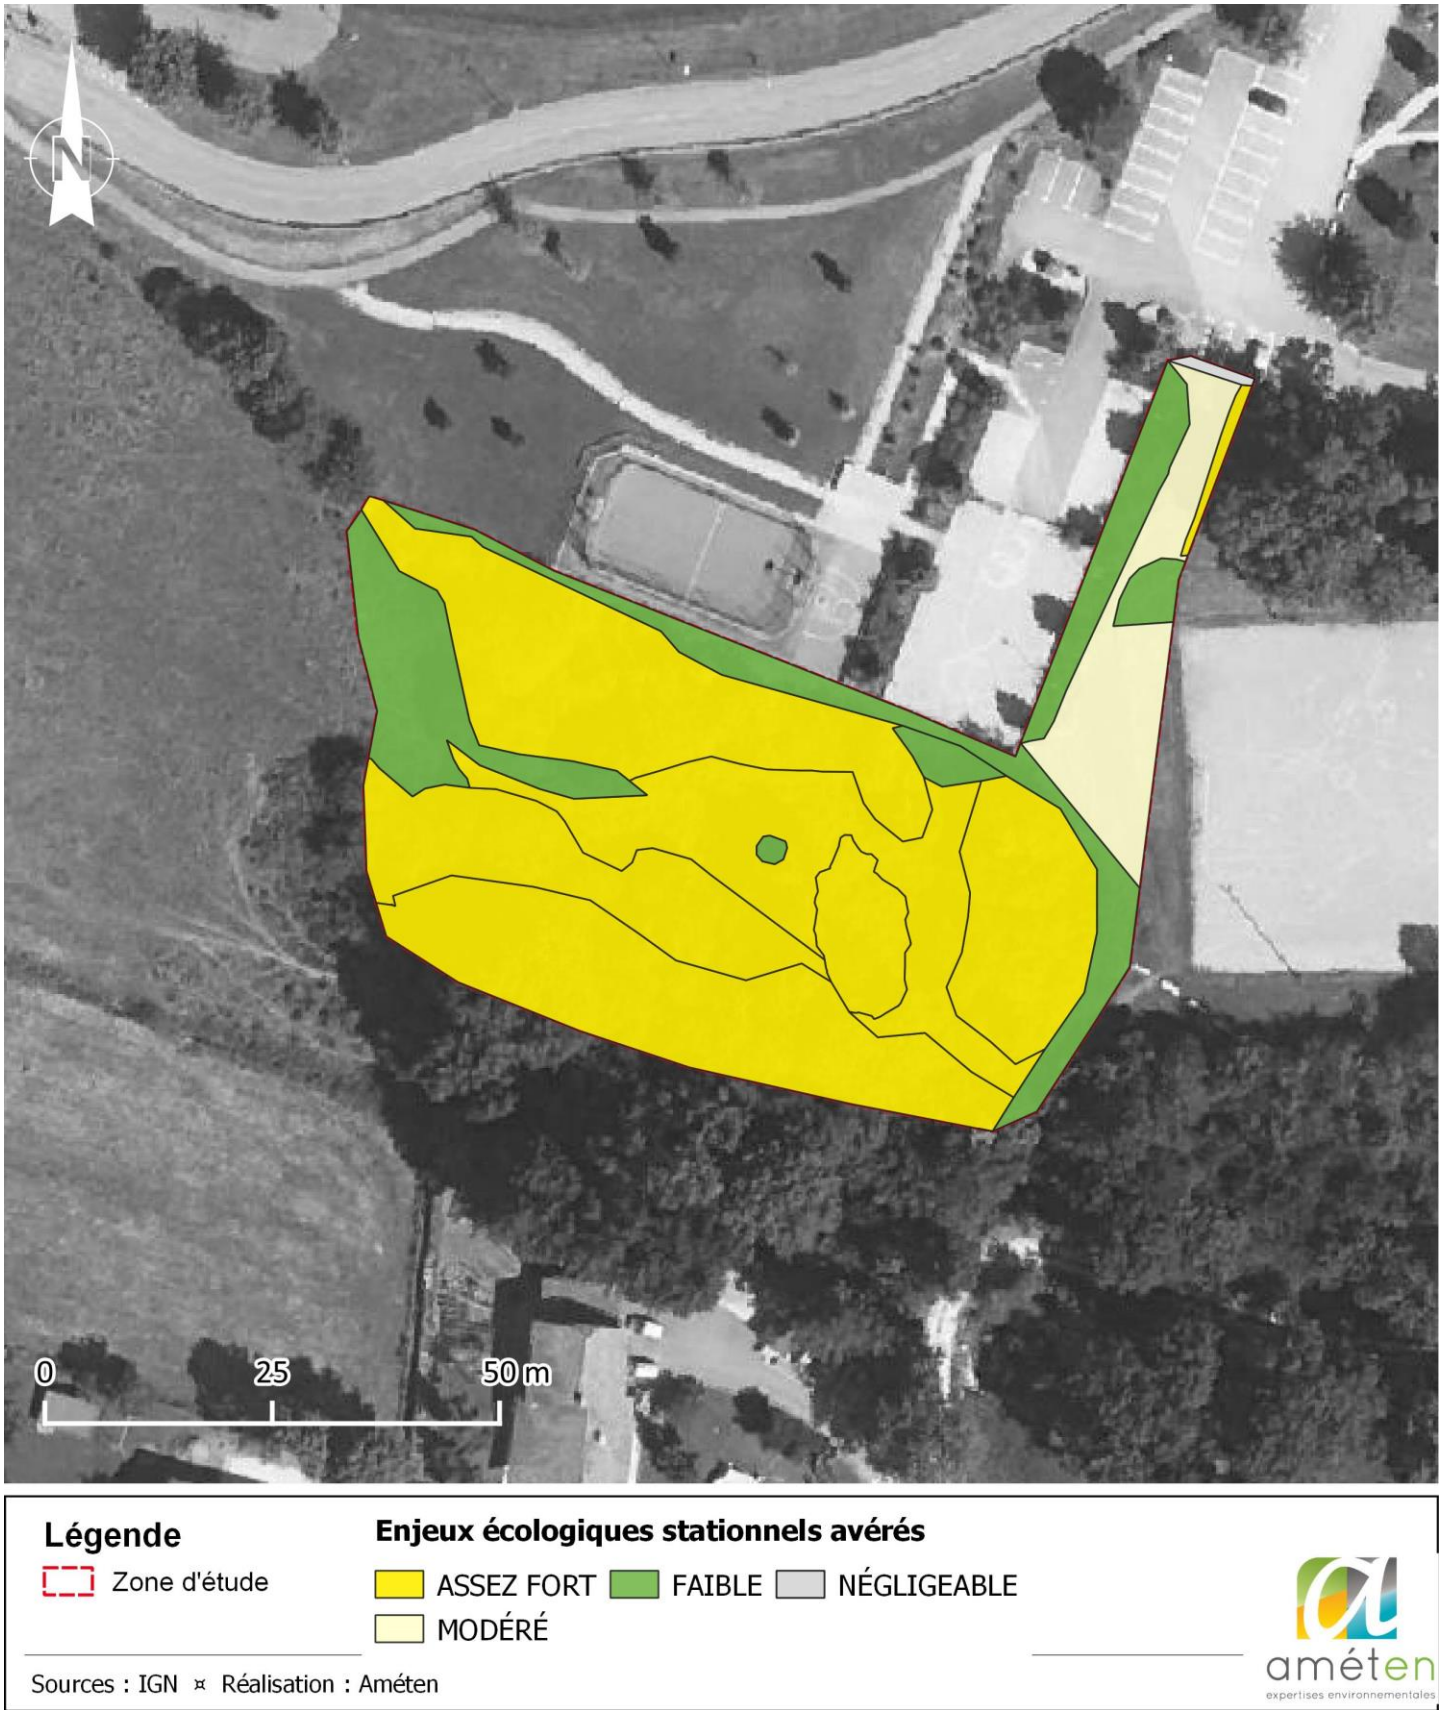 N
0 25 50 m
Légende
Zone d'étude
Enjeux écologiques stationnels avérés
ASSEZ FORT FAIBLE NÉGLIGEABLE
MODÉRÉ
Sources : IGN ¤ Réalisation : Améten
a
améten
expertises environnementales